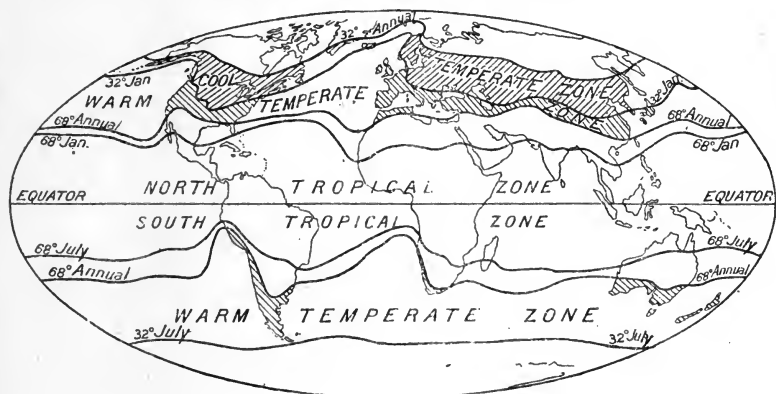 32° Annual
32° Jan
COOL
TEMPERATE ZONE
32° Jan
WARM TEMPERATE ZONE
68° Annual
68° Annual
68° Jan.
68° Jan
NORTH TROPICAL ZONE
EQUATOR
EQUATOR
SOUTH TROPICAL ZONE
68° July
68° July
68° Annual
68° Annual
WARM TEMPERATE ZONE
32° July
32° July